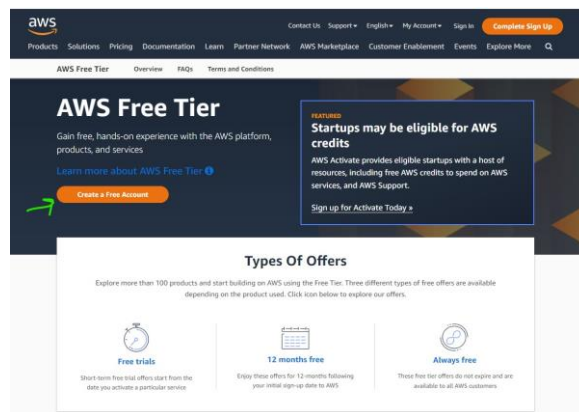 aws
Contact Us Support English My Account Sign In Complete Sign Up
Products Solutions Pricing Documentation Learn Partner Network AWS Marketplace Customer Enablement Events Explore More
AWS Free Tier Overview FAQs Terms and Conditions
AWS Free Tier
Gain free, hands-on experience with the AWS platform,
products, and services
Learn more about AWS Free Tier
Create a Free Account
FEATURED
Startups may be eligible for AWS
credits
AWS Activate provides eligible startups with a host of
resources, including free AWS credits to spend on AWS
services, and AWS Support.
Sign up for Activate Today »
Types Of Offers
Explore more than 100 products and start building on AWS using the Free Tier. Three different types of free offers are available
depending on the product used. Click icon below to explore our offers.
Free trials
Short-term free trial offers start from the
date you activate a particular service
12 months free
Enjoy these offers for 12-months following
your initial sign-up date to AWS
Always free
These free tier offers do not expire and are
available to all AWS customers